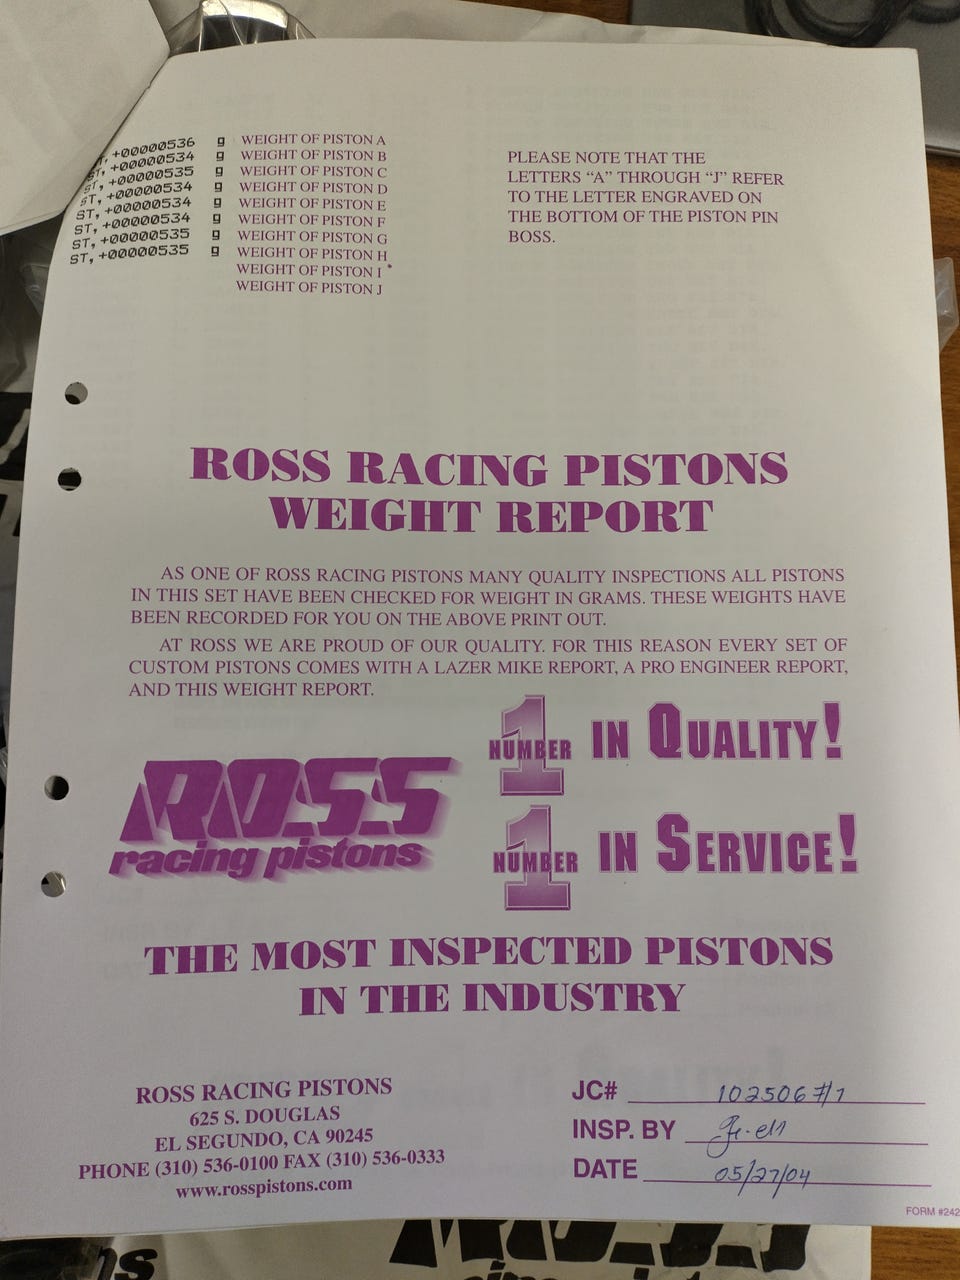 T, +00000536 g WEIGHT OF PISTON A
ST, +00000534 g WEIGHT OF PISTON B
ST, +00000535 g WEIGHT OF PISTON C
ST, +00000534 g WEIGHT OF PISTON D
ST, +00000534 g WEIGHT OF PISTON E
ST, +00000534 g WEIGHT OF PISTON F
ST, +00000535 g WEIGHT OF PISTON G
ST, +00000535 g WEIGHT OF PISTON H
WEIGHT OF PISTON I
WEIGHT OF PISTON J
PLEASE NOTE THAT THE
LETTERS “A” THROUGH “J” REFER
TO THE LETTER ENGRAVED ON
THE BOTTOM OF THE PISTON PIN
BOSS.
ROSS RACING PISTONS
WEIGHT REPORT
AS ONE OF ROSS RACING PISTONS MANY QUALITY INSPECTIONS ALL PISTONS
IN THIS SET HAVE BEEN CHECKED FOR WEIGHT IN GRAMS. THESE WEIGHTS HAVE
BEEN RECORDED FOR YOU ON THE ABOVE PRINT OUT.
AT ROSS WE ARE PROUD OF OUR QUALITY. FOR THIS REASON EVERY SET OF
CUSTOM PISTONS COMES WITH A LAZER MIKE REPORT, A PRO ENGINEER REPORT,
AND THIS WEIGHT REPORT.
NUMBER 1 IN QUALITY!
ROSS
racing pistons
NUMBER 1 IN SERVICE!
THE MOST INSPECTED PISTONS
IN THE INDUSTRY
ROSS RACING PISTONS
625 S. DOUGLAS
EL SEGUNDO, CA 90245
PHONE (310) 536-0100 FAX (310) 536-0333
www.rosspistons.com
JC# 102506#1
INSP. BY
DATE 05/27/04
FORM #242
ROSS